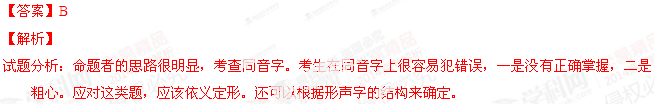 【答案】B
【解析】
试题分析：命题者的思路很明显，考查同音字。考生在同音字上很容易犯错误，一是没有正确掌握，二是
粗心。应对这类题，应该依义定形。还可以根据形声字的结构来确定。